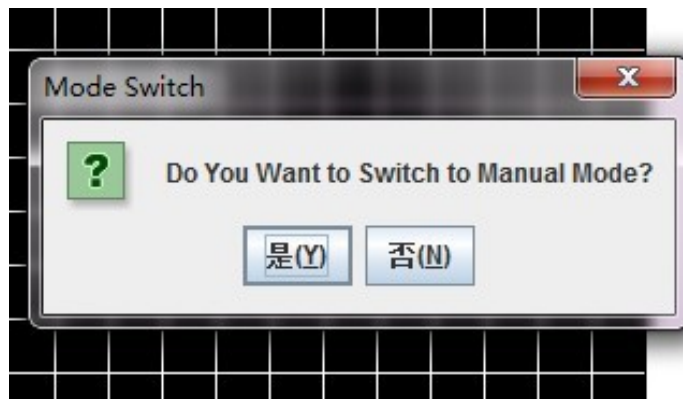 Mode Switch
Do You Want to Switch to Manual Mode?
是(Y) 否(N)